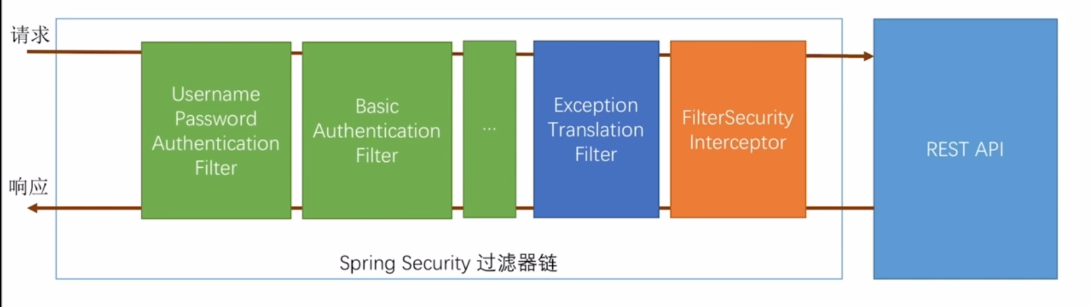 请求
Username
Password
Authentication
Filter
Basic
Authentication
Filter
...
Exception
Translation
Filter
FilterSecurity
Interceptor
REST API
响应
Spring Security 过滤器链